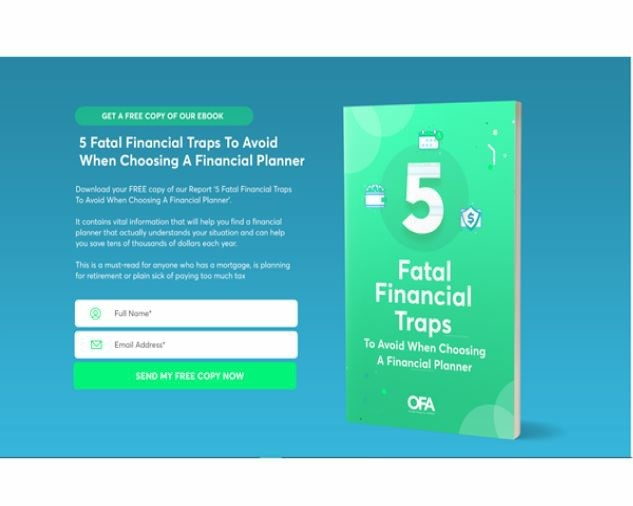 GET A FREE COPY OF OUR EBOOK
5 Fatal Financial Traps To Avoid
When Choosing A Financial Planner
Download your FREE copy of our Report '5 Fatal Financial Traps
To Avoid When Choosing A Financial Planner'.
It contains vital information that will help you find a financial
planner that actually understands your situation and can help
you save tens of thousands of dollars each year.
This is a must-read for anyone who has a mortgage, is planning
for retirement or plain sick of paying too much tax
Full Name*
Email Address*
SEND MY FREE COPY NOW
5
Fatal
Financial
Traps
To Avoid When Choosing
A Financial Planner
OFA